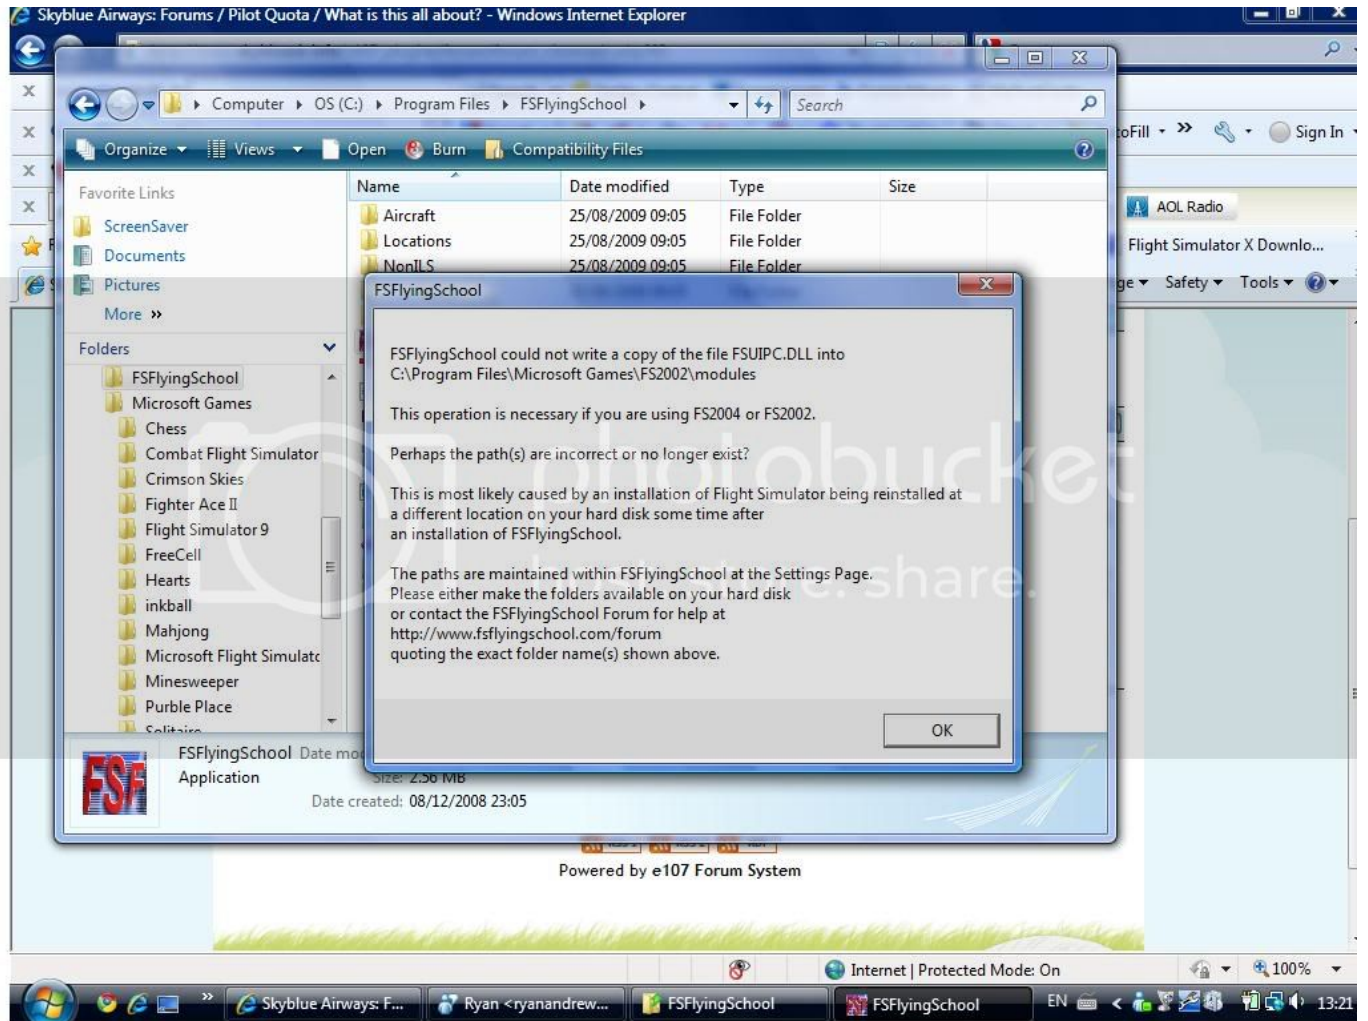 Skyblue Airways: Forums / Pilot Quota / What is this all about? - Windows Internet Explorer
Computer ▸ OS (C:) ▸ Program Files ▸ FSFlyingSchool ▸
Search
Organize Views Open Burn Compatibility Files
Sign In
Favorite Links
Name Date modified Type Size
ScreenSaver
Aircraft 25/08/2009 09:05 File Folder
AOL Radio
Documents
Locations 25/08/2009 09:05 File Folder
Flight Simulator X Downlo...
Pictures
NonILS 25/08/2009 09:05 File Folder
Safety Tools
More »
Folders
FSFlyingSchool
Microsoft Games
Chess
Combat Flight Simulator
Crimson Skies
Fighter Ace II
Flight Simulator 9
FreeCell
Hearts
inkball
Mahjong
Microsoft Flight Simulatc
Minesweeper
Purble Place
Solitaire
FSFlyingSchool
FSFlyingSchool could not write a copy of the file FSUIPC.DLL into
C:\Program Files\Microsoft Games\FS2002\modules
This operation is necessary if you are using FS2004 or FS2002.
Perhaps the path(s) are incorrect or no longer exist?
This is most likely caused by an installation of Flight Simulator being reinstalled at
a different location on your hard disk some time after
an installation of FSFlyingSchool.
The paths are maintained within FSFlyingSchool at the Settings Page.
Please either make the folders available on your hard disk
or contact the FSFlyingSchool Forum for help at
http://www.fsflyingschool.com/forum
quoting the exact folder name(s) shown above.
OK
photobucket
host. store. share.
FSF
FSFlyingSchool Date mo
Application Size: 2.56 MB
Date created: 08/12/2008 23:05
Powered by e107 Forum System
Internet | Protected Mode: On 100%
Skyblue Airways: F... Ryan <ryanandrew... FSFlyingSchool FSFlyingSchool EN 13:21